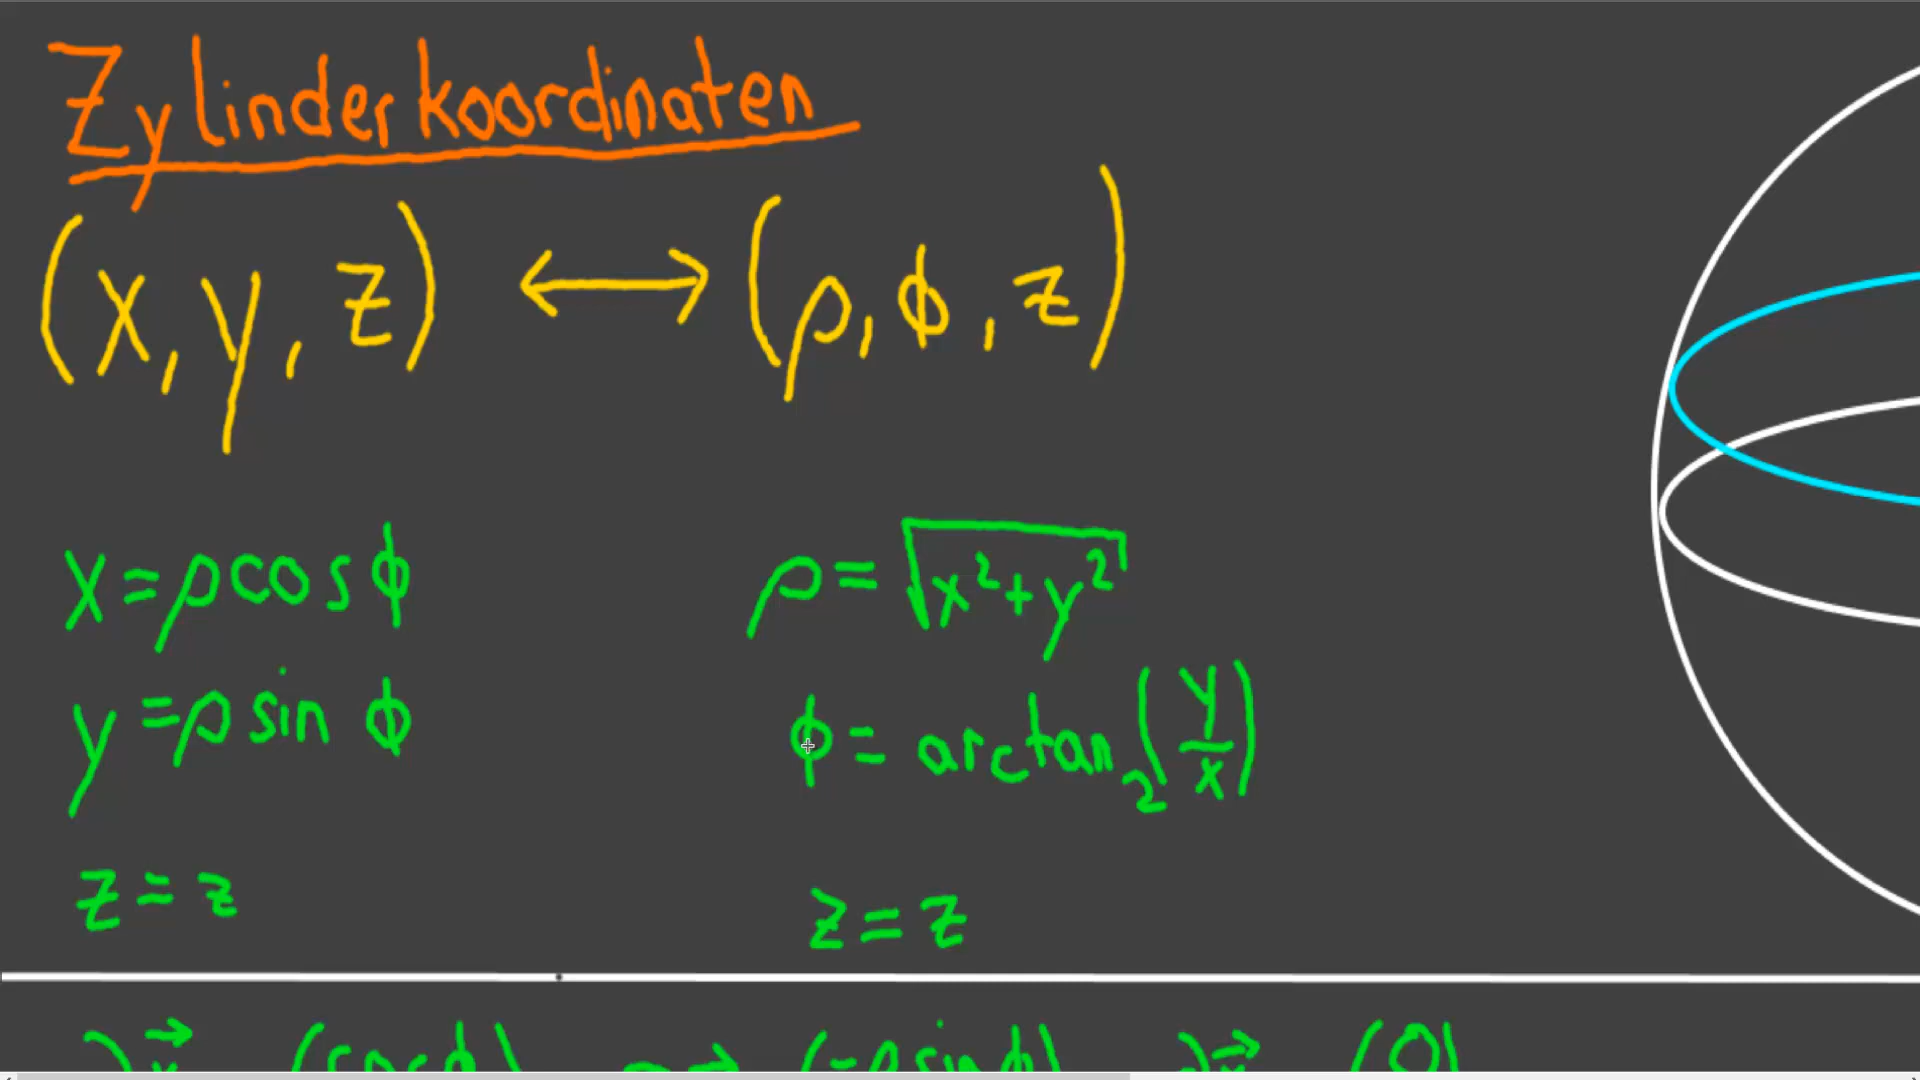 Zylinderkoordinaten
(x, y, z) ↔ (ρ, ϕ, z)
x = ρ cos ϕ
ρ = √(x² + y²)
y = ρ sin ϕ
ϕ = arctan₂(y/x)
z = z
z = z